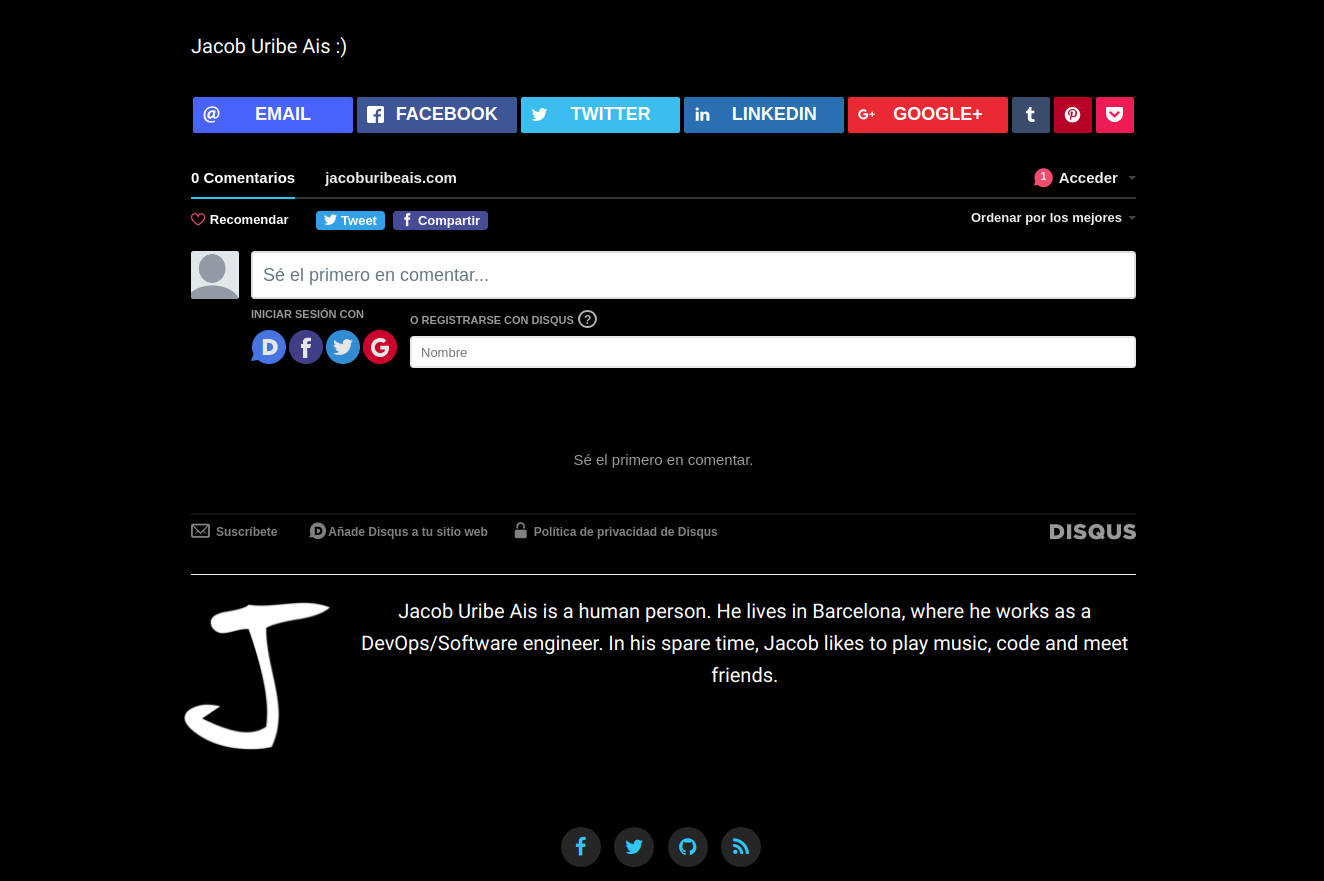 Jacob Uribe Ais :)
@ EMAIL FACEBOOK TWITTER LINKEDIN G+ GOOGLE+
0 Comentarios jacoburibeais.com 1 Acceder
Recomendar Tweet Compartir Ordenar por los mejores
Sé el primero en comentar...
INICIAR SESIÓN CON
O REGISTRARSE CON DISQUS ?
Nombre
Sé el primero en comentar.
Suscríbete Añade Disqus a tu sitio web Política de privacidad de Disqus DISQUS
J
Jacob Uribe Ais is a human person. He lives in Barcelona, where he works as a
DevOps/Software engineer. In his spare time, Jacob likes to play music, code and meet
friends.